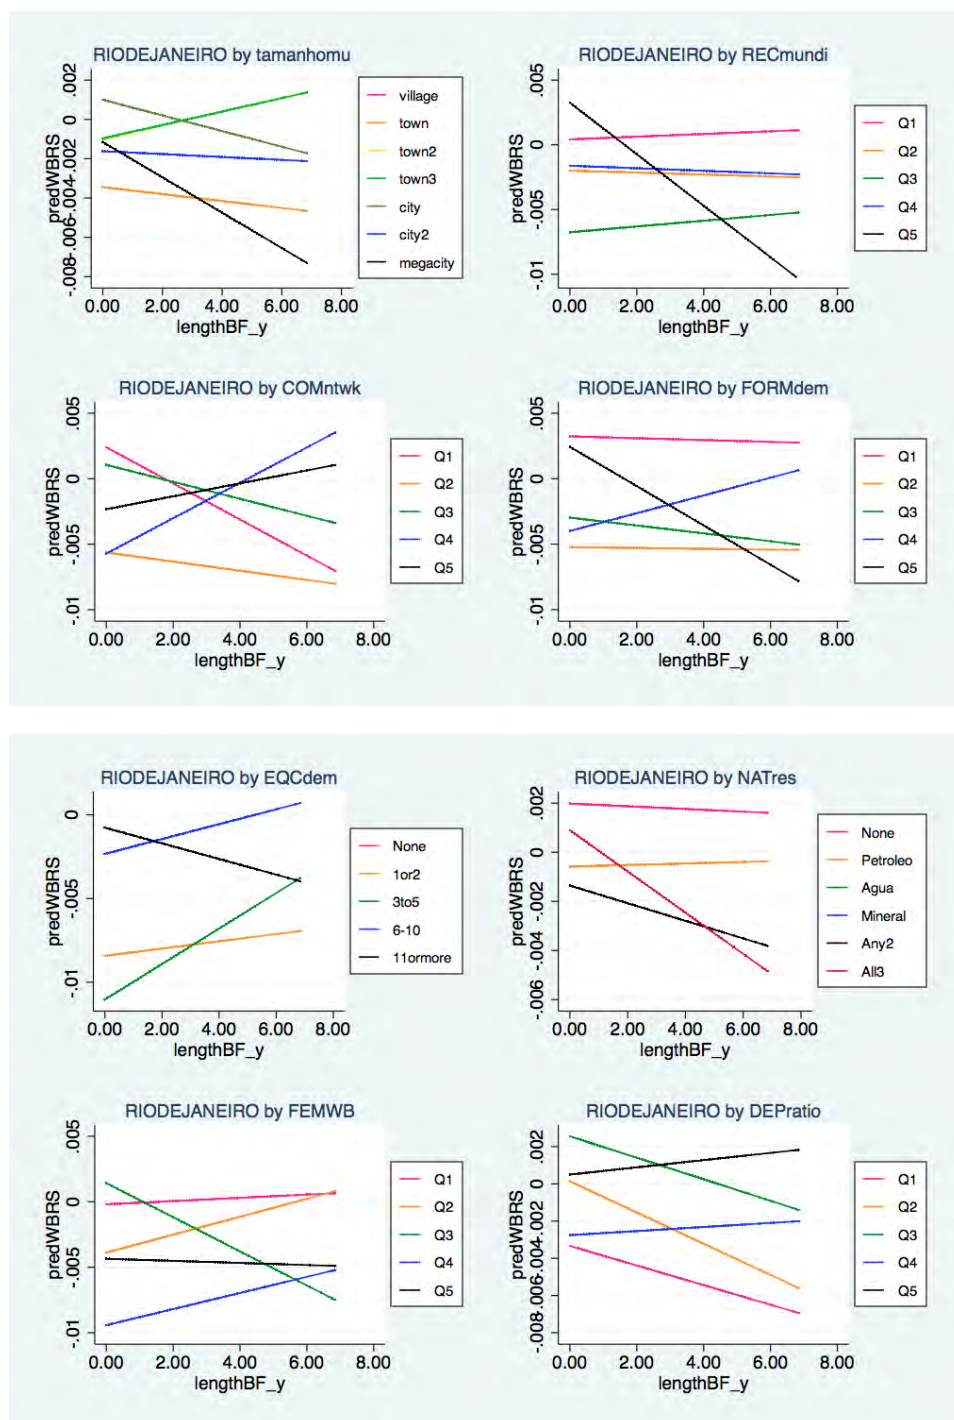 RIODEJANEIRO by tamanhomu
predWBRS
.002
0
-.002
-.004
-.006
-.008
0.00 2.00 4.00 6.00 8.00
lengthBF_y
village
town
town2
town3
city
city2
megacity
RIODEJANEIRO by RECmundi
predWBRS
.005
0
-.005
-.01
0.00 2.00 4.00 6.00 8.00
lengthBF_y
Q1
Q2
Q3
Q4
Q5
RIODEJANEIRO by COMntwk
predWBRS
.005
0
-.005
-.01
0.00 2.00 4.00 6.00 8.00
lengthBF_y
Q1
Q2
Q3
Q4
Q5
RIODEJANEIRO by FORMdem
predWBRS
.005
0
-.005
-.01
0.00 2.00 4.00 6.00 8.00
lengthBF_y
Q1
Q2
Q3
Q4
Q5
RIODEJANEIRO by EQCdem
predWBRS
0
-.005
-.01
0.00 2.00 4.00 6.00 8.00
lengthBF_y
None
1or2
3to5
6-10
11ormore
RIODEJANEIRO by NATres
predWBRS
.002
0
-.002
-.004
-.006
0.00 2.00 4.00 6.00 8.00
lengthBF_y
None
Petroleo
Agua
Mineral
Any2
All3
RIODEJANEIRO by FEMWB
predWBRS
.005
0
-.005
-.01
0.00 2.00 4.00 6.00 8.00
lengthBF_y
Q1
Q2
Q3
Q4
Q5
RIODEJANEIRO by DEPratio
predWBRS
.002
0
-.002
-.004
-.006
-.008
0.00 2.00 4.00 6.00 8.00
lengthBF_y
Q1
Q2
Q3
Q4
Q5